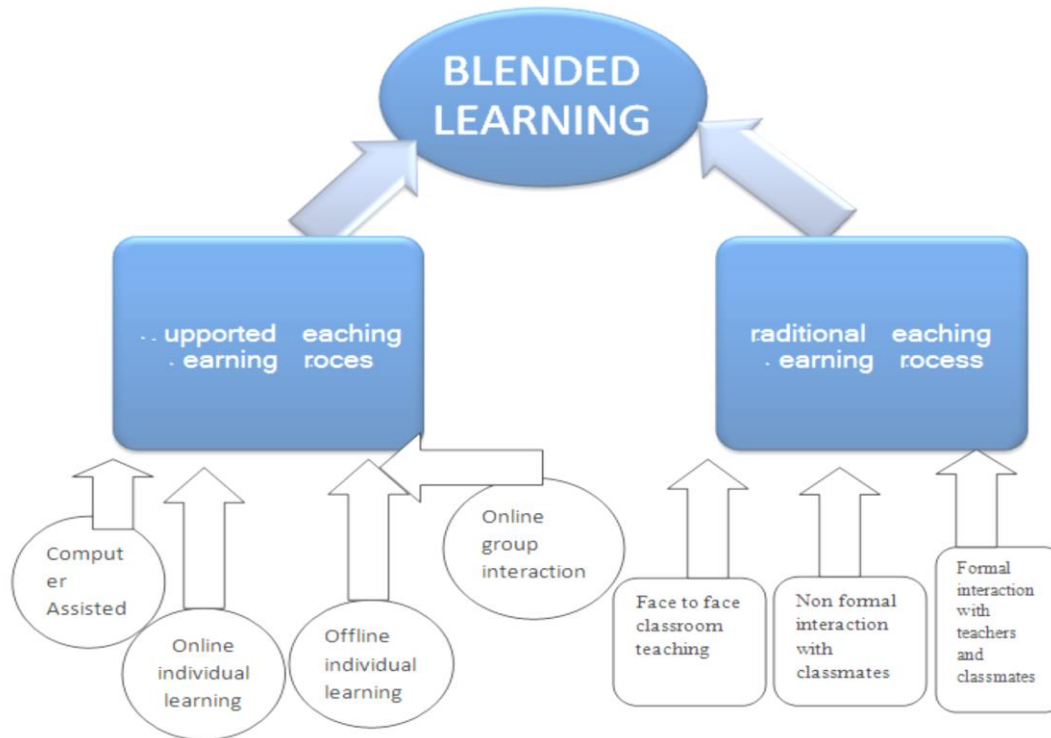 BLENDED
LEARNING
upported eaching
earning roces
raditional eaching
earning rocess
Comput
er
Assisted
Online
individual
learning
Offline
individual
learning
Online
group
interaction
Face to face
classroom
teaching
Non formal
interaction
with
classmates
Formal
interaction
with
teachers
and
classmates